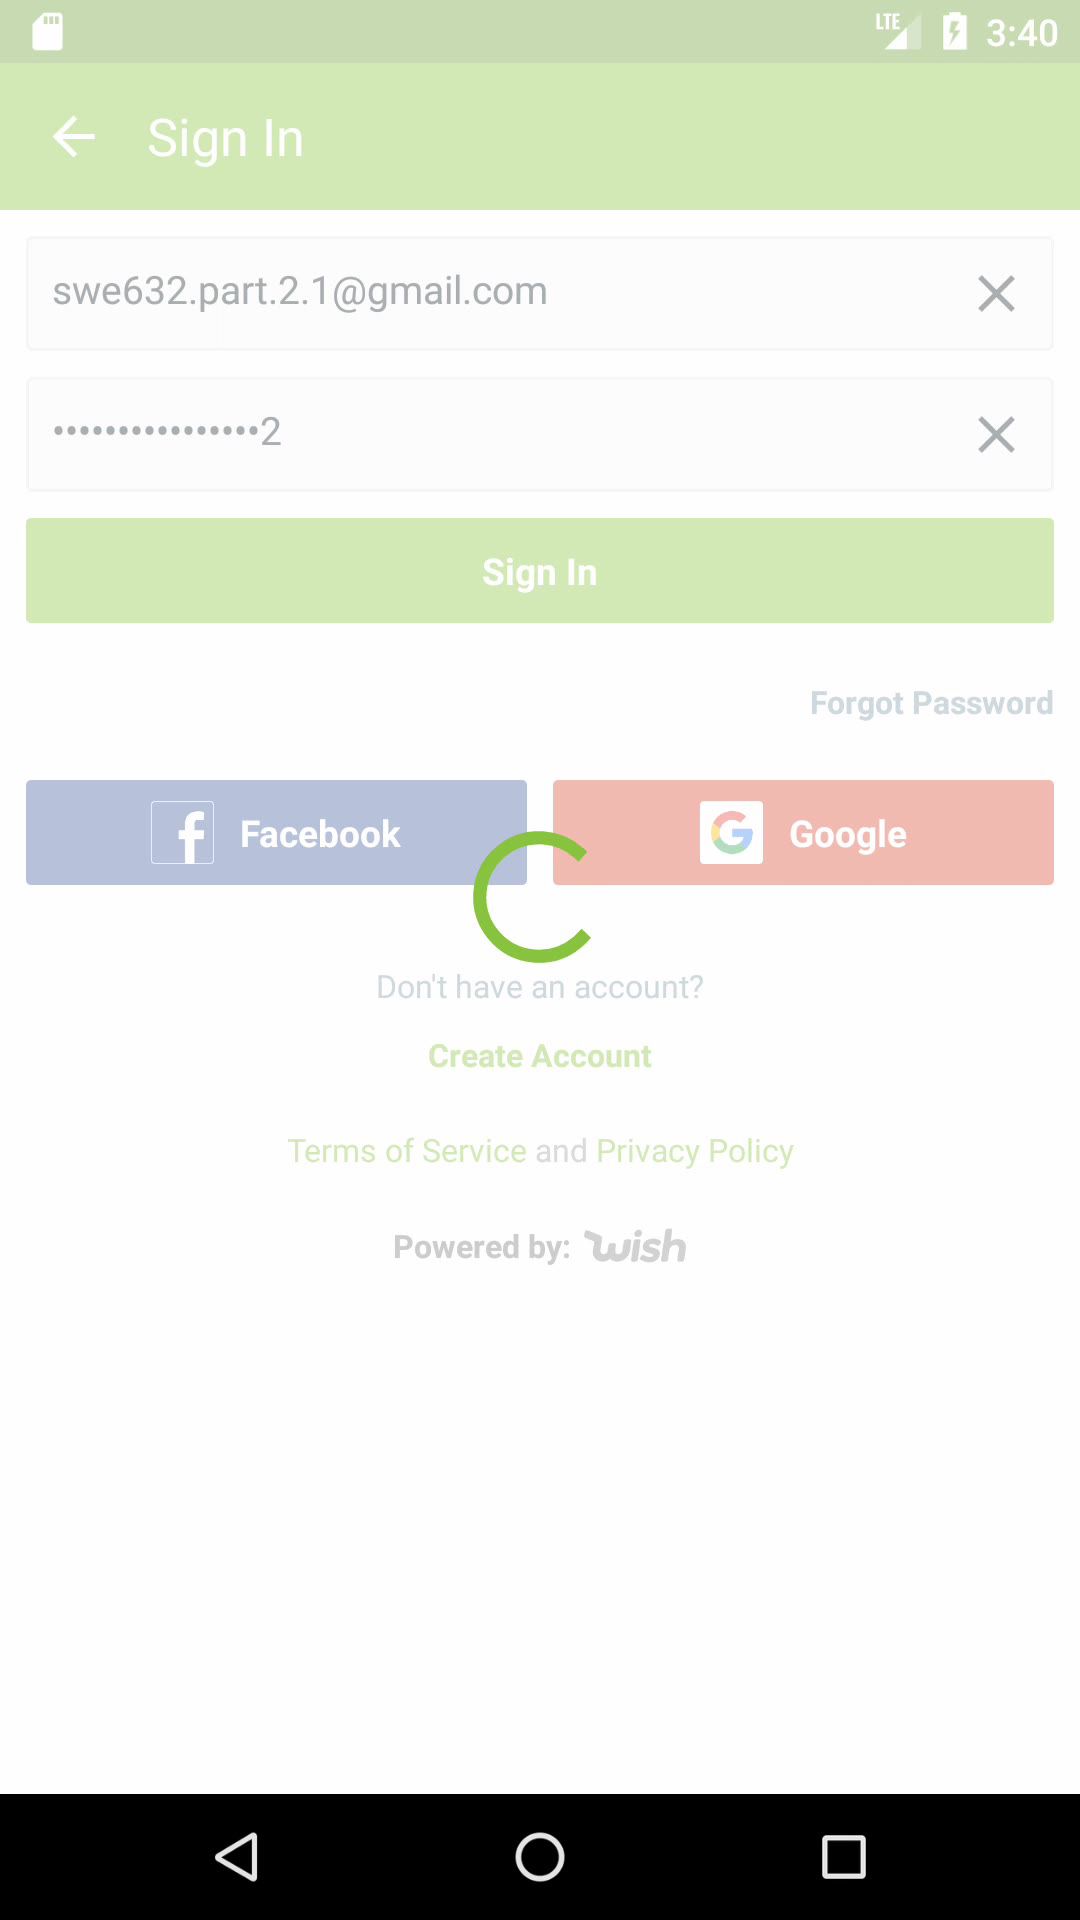 LTE 3:40
Sign In
swe632.part.2.1@gmail.com
•••••••••••••••••2
Sign In
Forgot Password
Facebook
Google
Don't have an account?
Create Account
Terms of Service and Privacy Policy
Powered by: wish